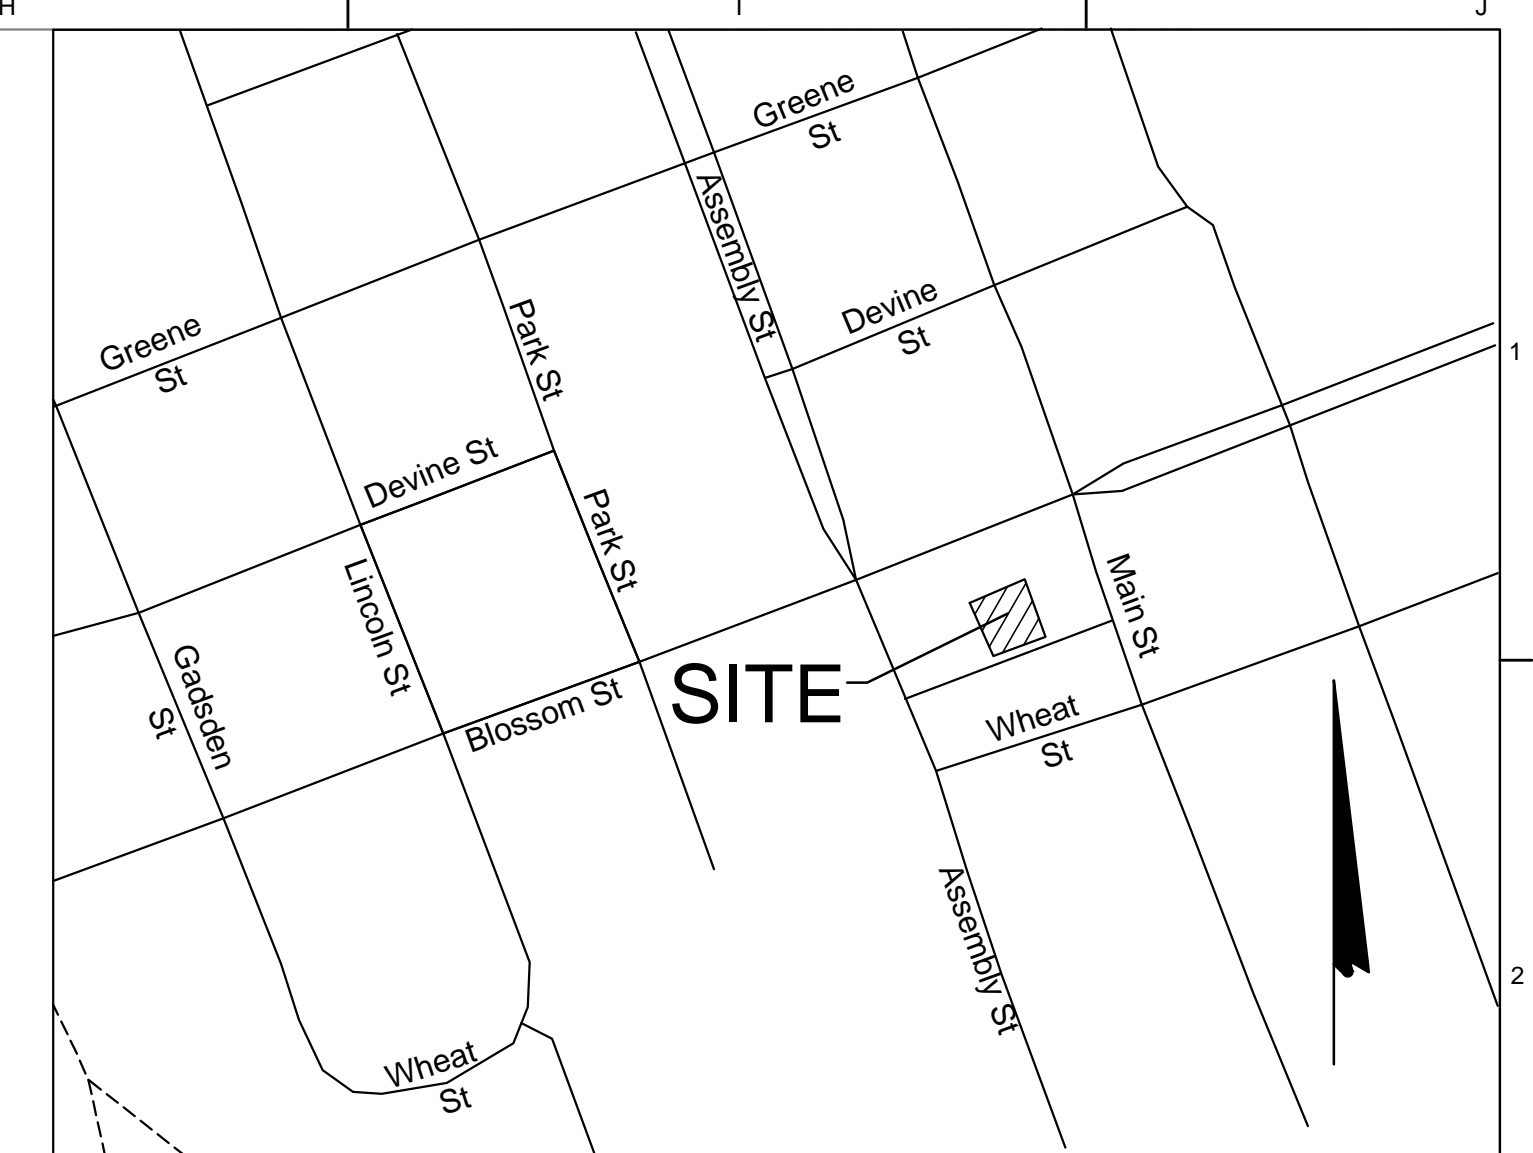 H
I
J
Greene
St
Assembly St
Devine
St
Greene
St
Park St
1
Devine St
Park St
Lincoln St
Main St
Gadsden
St
SITE
Blossom St
Wheat
St
Assembly St
2
Wheat
St